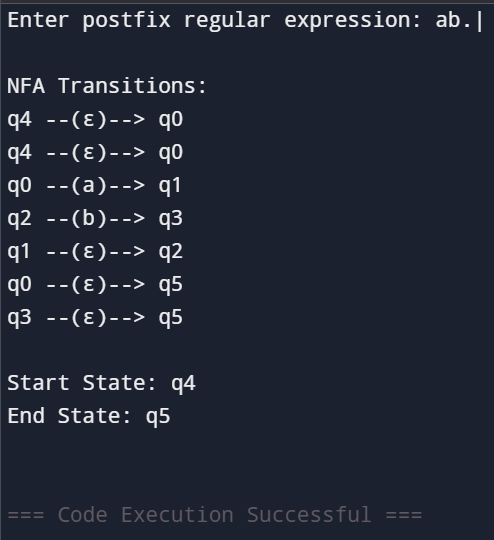 Enter postfix regular expression: ab.|
NFA Transitions:
q4 --(ε)--> q0
q4 --(ε)--> q0
q0 --(a)--> q1
q2 --(b)--> q3
q1 --(ε)--> q2
q0 --(ε)--> q5
q3 --(ε)--> q5
Start State: q4
End State: q5
=== Code Execution Successful ===